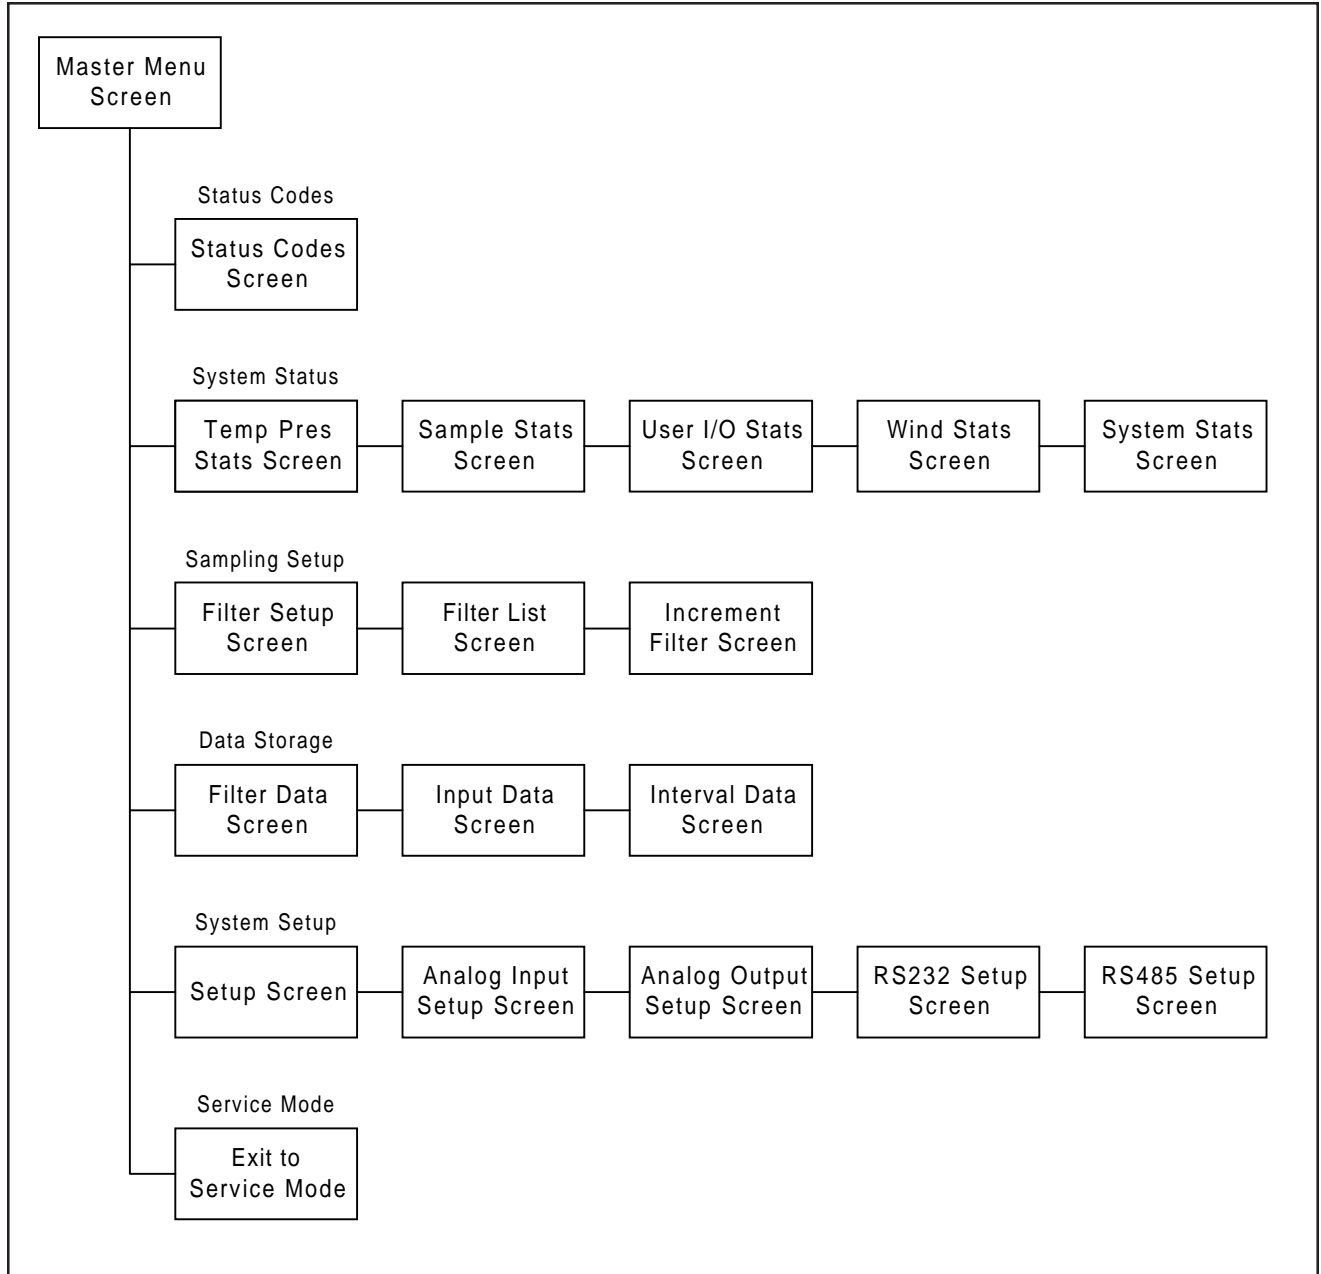 Master Menu
Screen
Status Codes
Status Codes
Screen
System Status
Temp Pres
Stats Screen
Sample Stats
Screen
User I/O Stats
Screen
Wind Stats
Screen
System Stats
Screen
Sampling Setup
Filter Setup
Screen
Filter List
Screen
Increment
Filter Screen
Data Storage
Filter Data
Screen
Input Data
Screen
Interval Data
Screen
System Setup
Setup Screen
Analog Input
Setup Screen
Analog Output
Setup Screen
RS232 Setup
Screen
RS485 Setup
Screen
Service Mode
Exit to
Service Mode